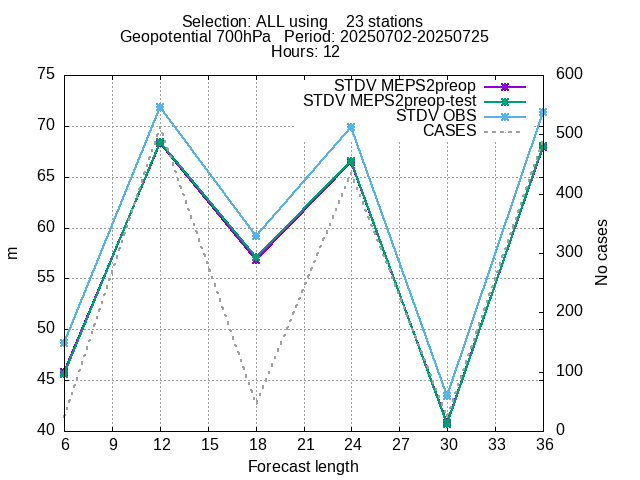 Selection: ALL using    23 stations
Geopotential 700hPa   Period: 20250702-20250725
Hours: 12
STDV MEPS2preop
STDV MEPS2preop-test
STDV OBS
CASES
75
70
65
60
55
50
45
40
m
600
500
400
300
200
100
0
No cases
6 9 12 15 18 21 24 27 30 33 36
Forecast length